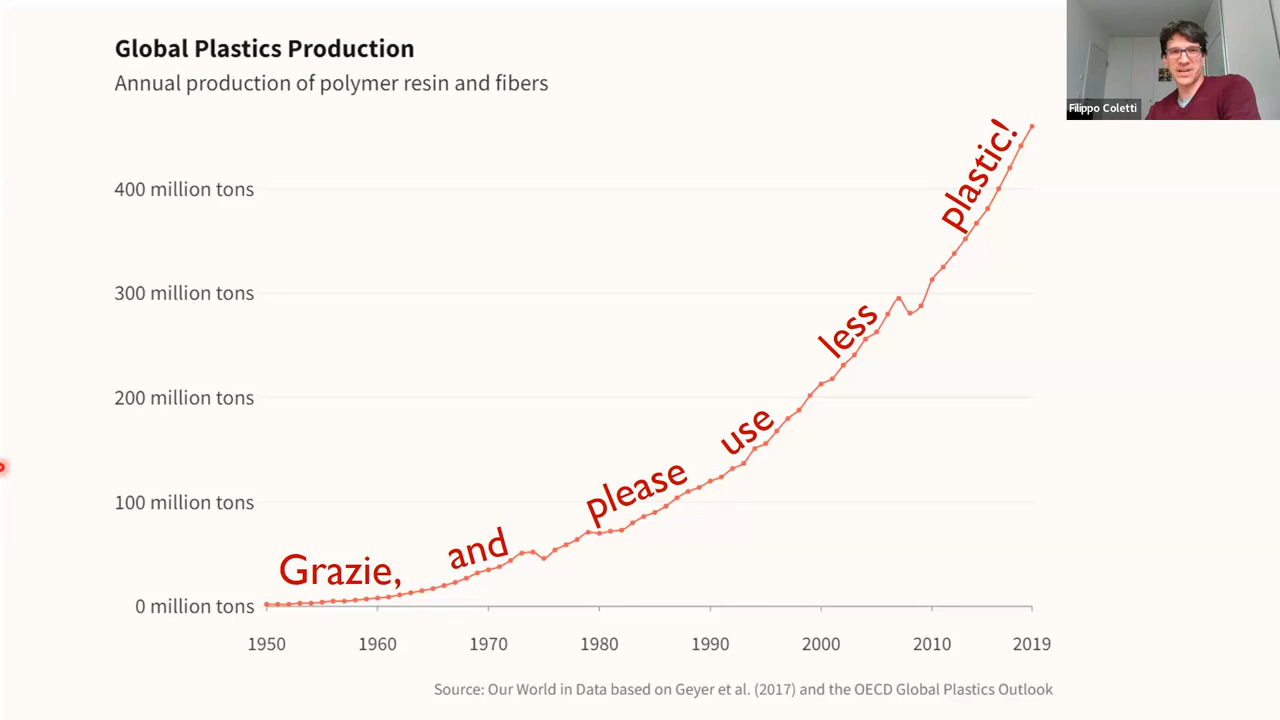 Global Plastics Production
Annual production of polymer resin and fibers
Filippo Coletti
400 million tons
300 million tons
200 million tons
100 million tons
0 million tons
Grazie, and please use less plastic!
1950 1960 1970 1980 1990 2000 2010 2019
Source: Our World in Data based on Geyer et al. (2017) and the OECD Global Plastics Outlook